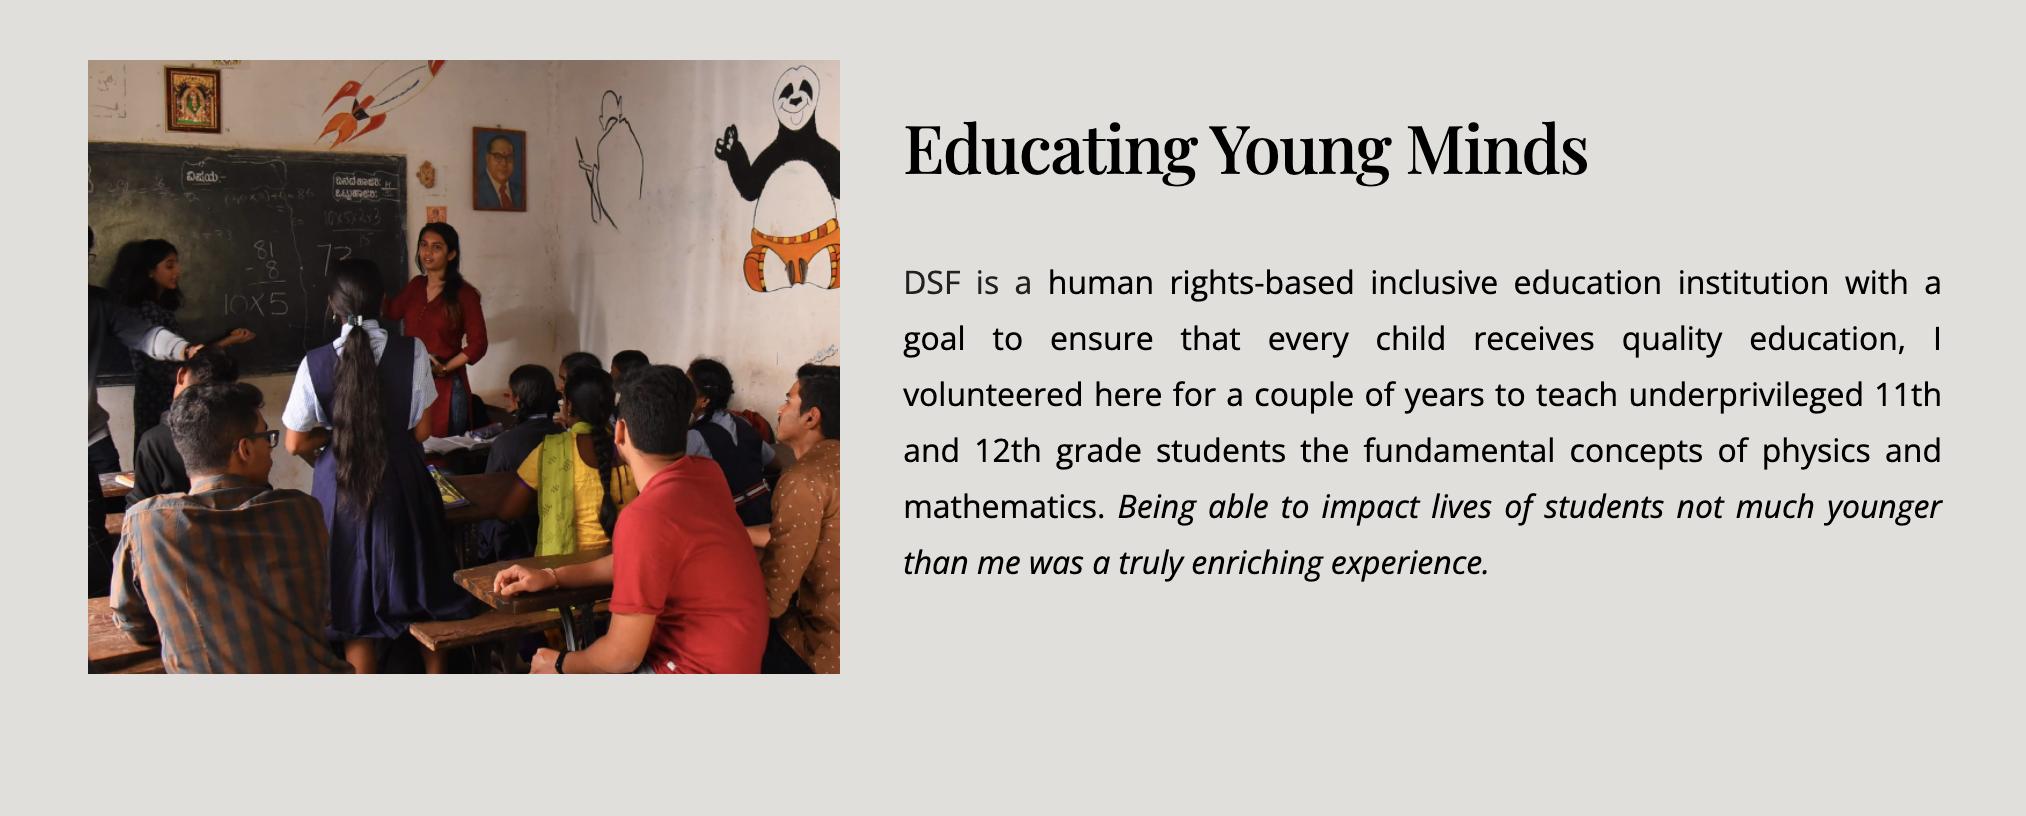 ವಿಷಯ:-
81
- 8
10X5
10X5X2X3
15
72
Educating Young Minds
DSF is a human rights-based inclusive education institution with a
goal to ensure that every child receives quality education, I
volunteered here for a couple of years to teach underprivileged 11th
and 12th grade students the fundamental concepts of physics and
mathematics. Being able to impact lives of students not much younger
than me was a truly enriching experience.